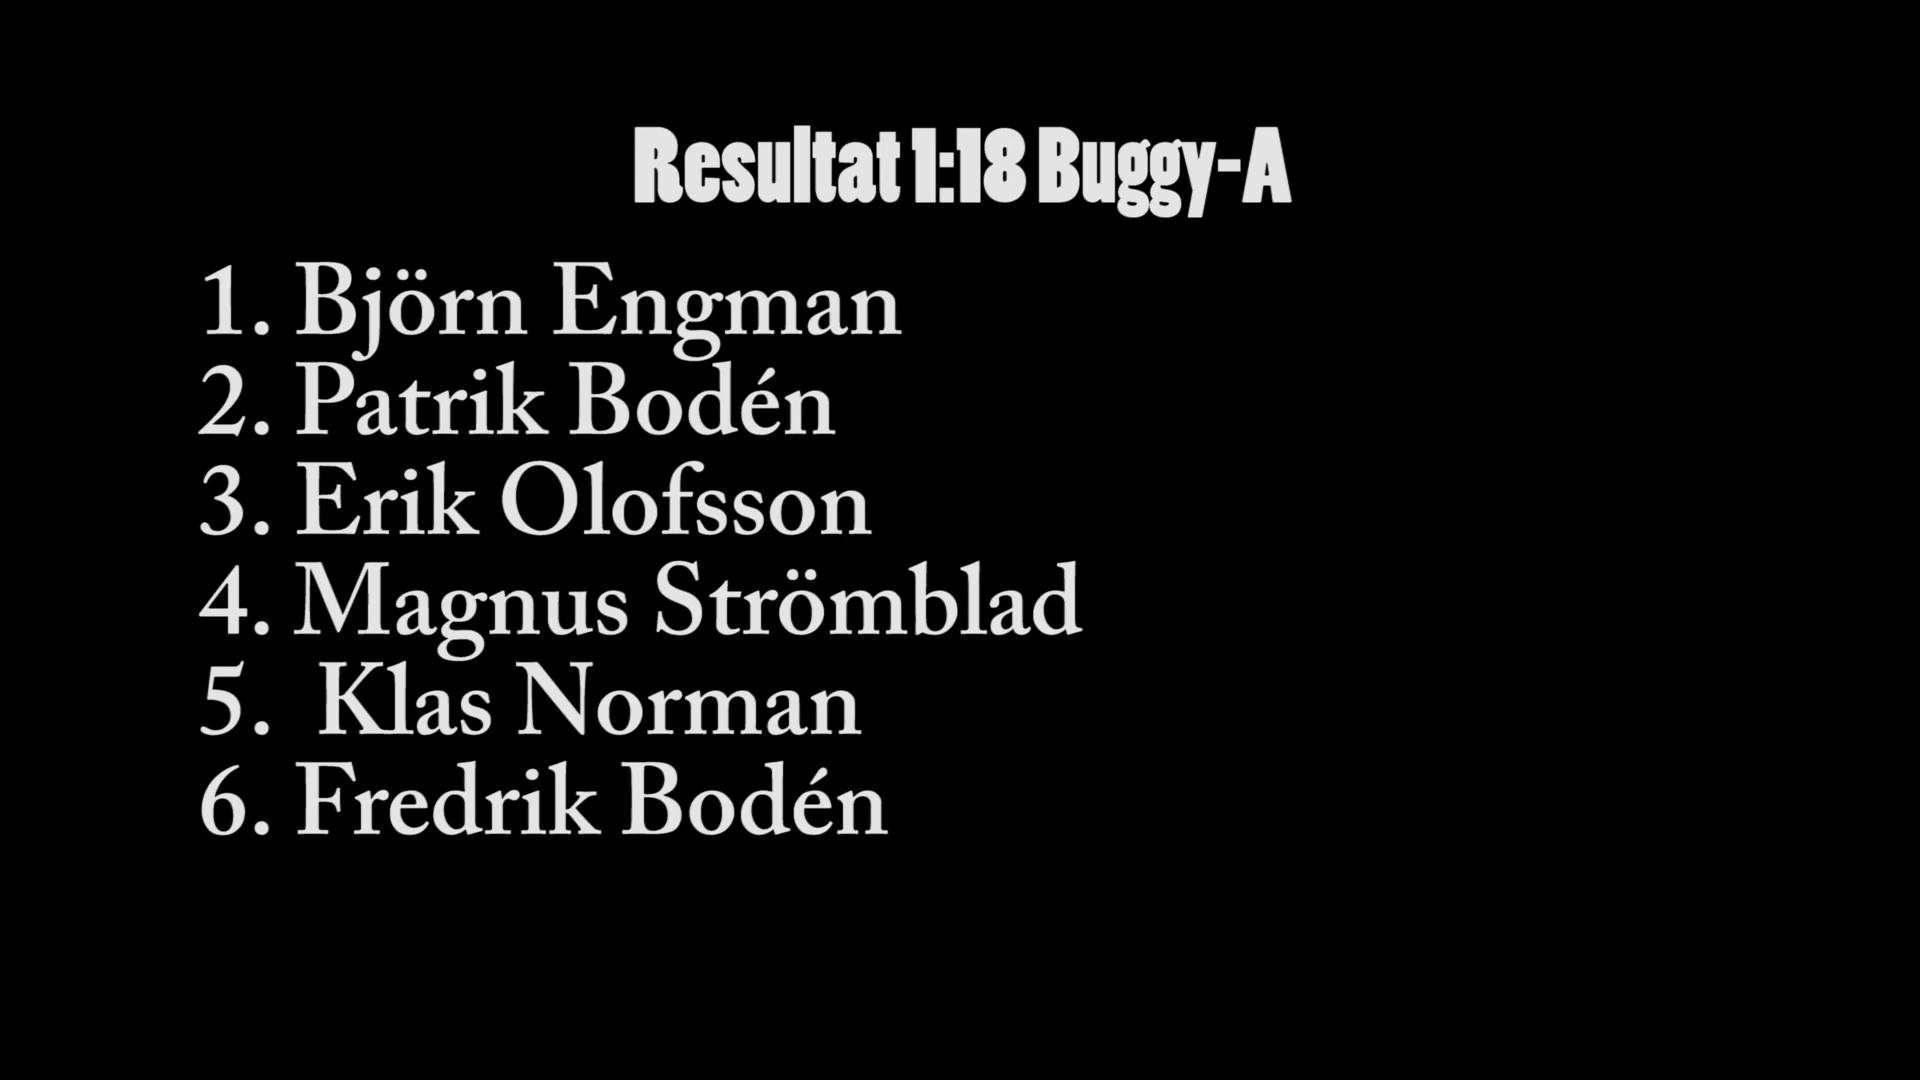 Resultat 1:18 Buggy-A
1. Björn Engman
2. Patrik Bodén
3. Erik Olofsson
4. Magnus Strömblad
5. Klas Norman
6. Fredrik Bodén